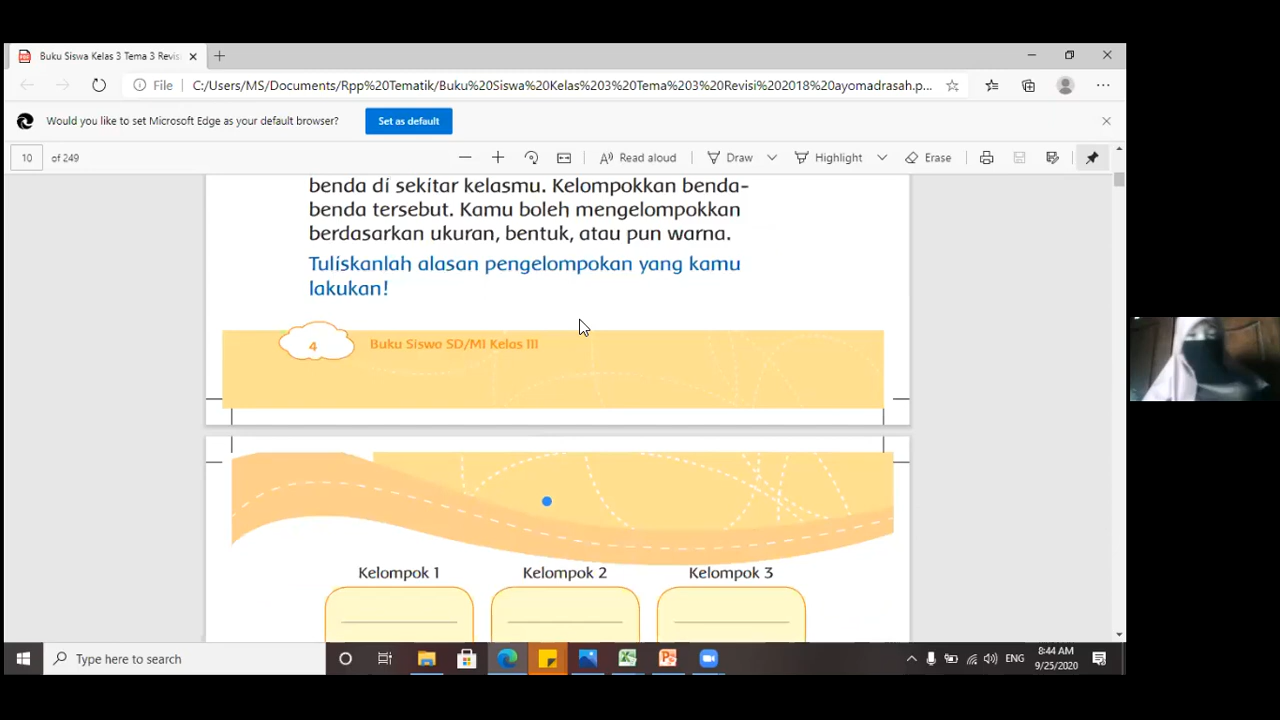 Buku Siswa Kelas 3 Tema 3 Revis
File C:/Users/MS/Documents/Rpp%20Tematik/Buku%20Siswa%20Kelas%203%20Tema%203%20Revisi%202018%20ayomadrasah.p...
Would you like to set Microsoft Edge as your default browser? Set as default
10 of 249 Read aloud Draw Highlight Erase
benda di sekitar kelasmu. Kelompokkan benda-
benda tersebut. Kamu boleh mengelompokkan
berdasarkan ukuran, bentuk, atau pun warna.
Tuliskanlah alasan pengelompokan yang kamu
lakukan!
4 Buku Siswa SD/MI Kelas III
Kelompok 1 Kelompok 2 Kelompok 3
Type here to search
ENG
8:44 AM
9/25/2020